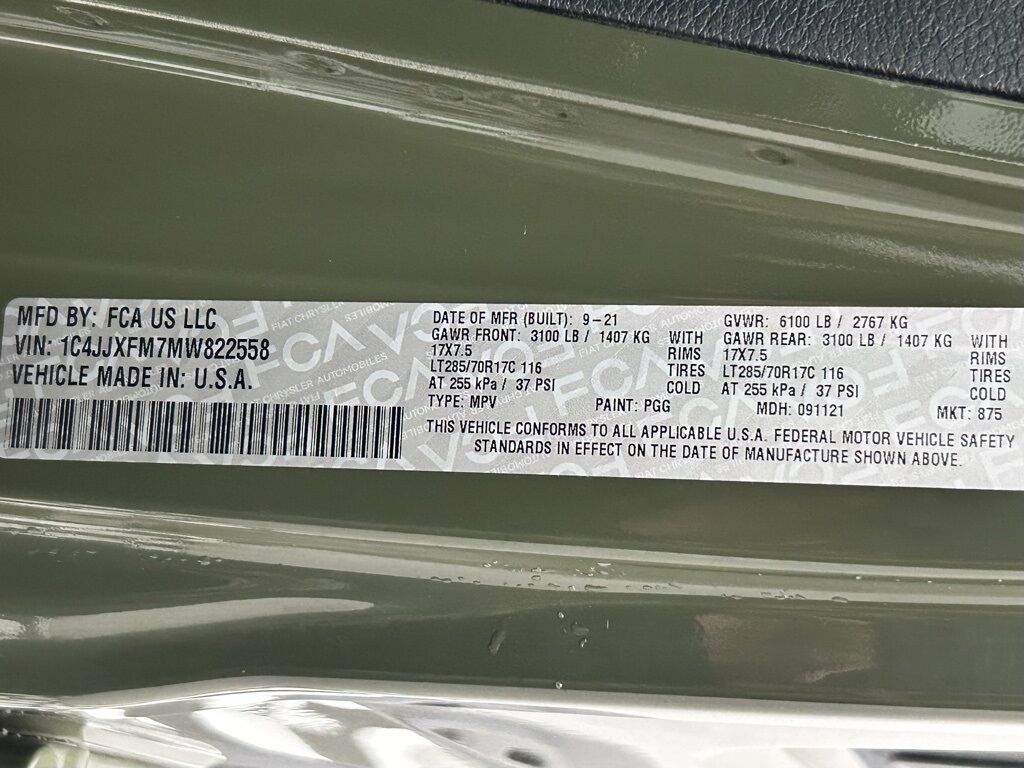 MFD BY: FCA US LLC
VIN: 1C4JJXFM7MW822558
VEHICLE MADE IN: U.S.A.
DATE OF MFR (BUILT): 9-21
GAWR FRONT: 3100 LB / 1407 KG WITH
17X7.5 RIMS
LT285/70R17C 116 TIRES
AT 255 kPa / 37 PSI COLD
TYPE: MPV PAINT: PGG
GVWR: 6100 LB / 2767 KG
GAWR REAR: 3100 LB / 1407 KG WITH
17X7.5 RIMS
LT285/70R17C 116 TIRES
AT 255 kPa / 37 PSI COLD
MDH: 091121 MKT: 875
THIS VEHICLE CONFORMS TO ALL APPLICABLE U.S.A. FEDERAL MOTOR VEHICLE SAFETY
STANDARDS IN EFFECT ON THE DATE OF MANUFACTURE SHOWN ABOVE.